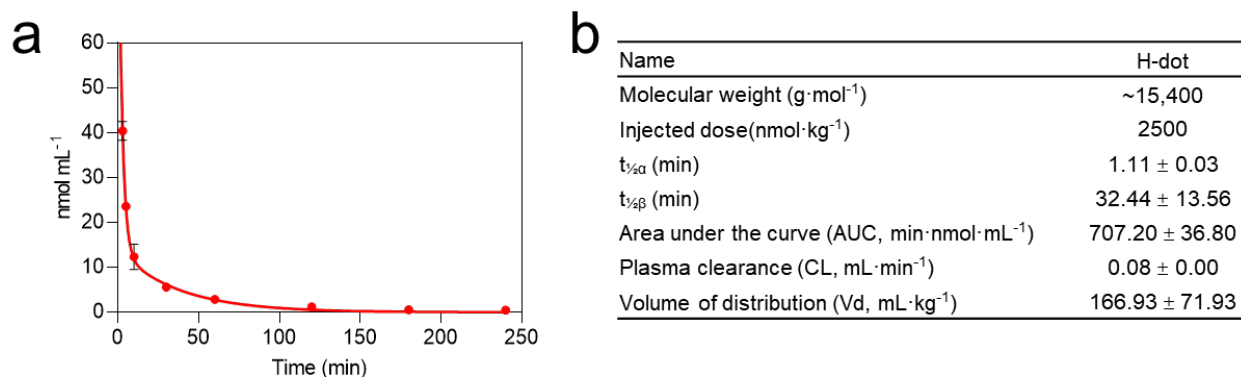 a
60
50
40
30
20
10
0
nmol mL⁻¹
0 50 100 150 200 250
Time (min)
b
Name H-dot
Molecular weight (g·mol⁻¹) ~15,400
Injected dose(nmol·kg⁻¹) 2500
t½α (min) 1.11 ± 0.03
t½β (min) 32.44 ± 13.56
Area under the curve (AUC, min·nmol·mL⁻¹) 707.20 ± 36.80
Plasma clearance (CL, mL·min⁻¹) 0.08 ± 0.00
Volume of distribution (Vd, mL·kg⁻¹) 166.93 ± 71.93